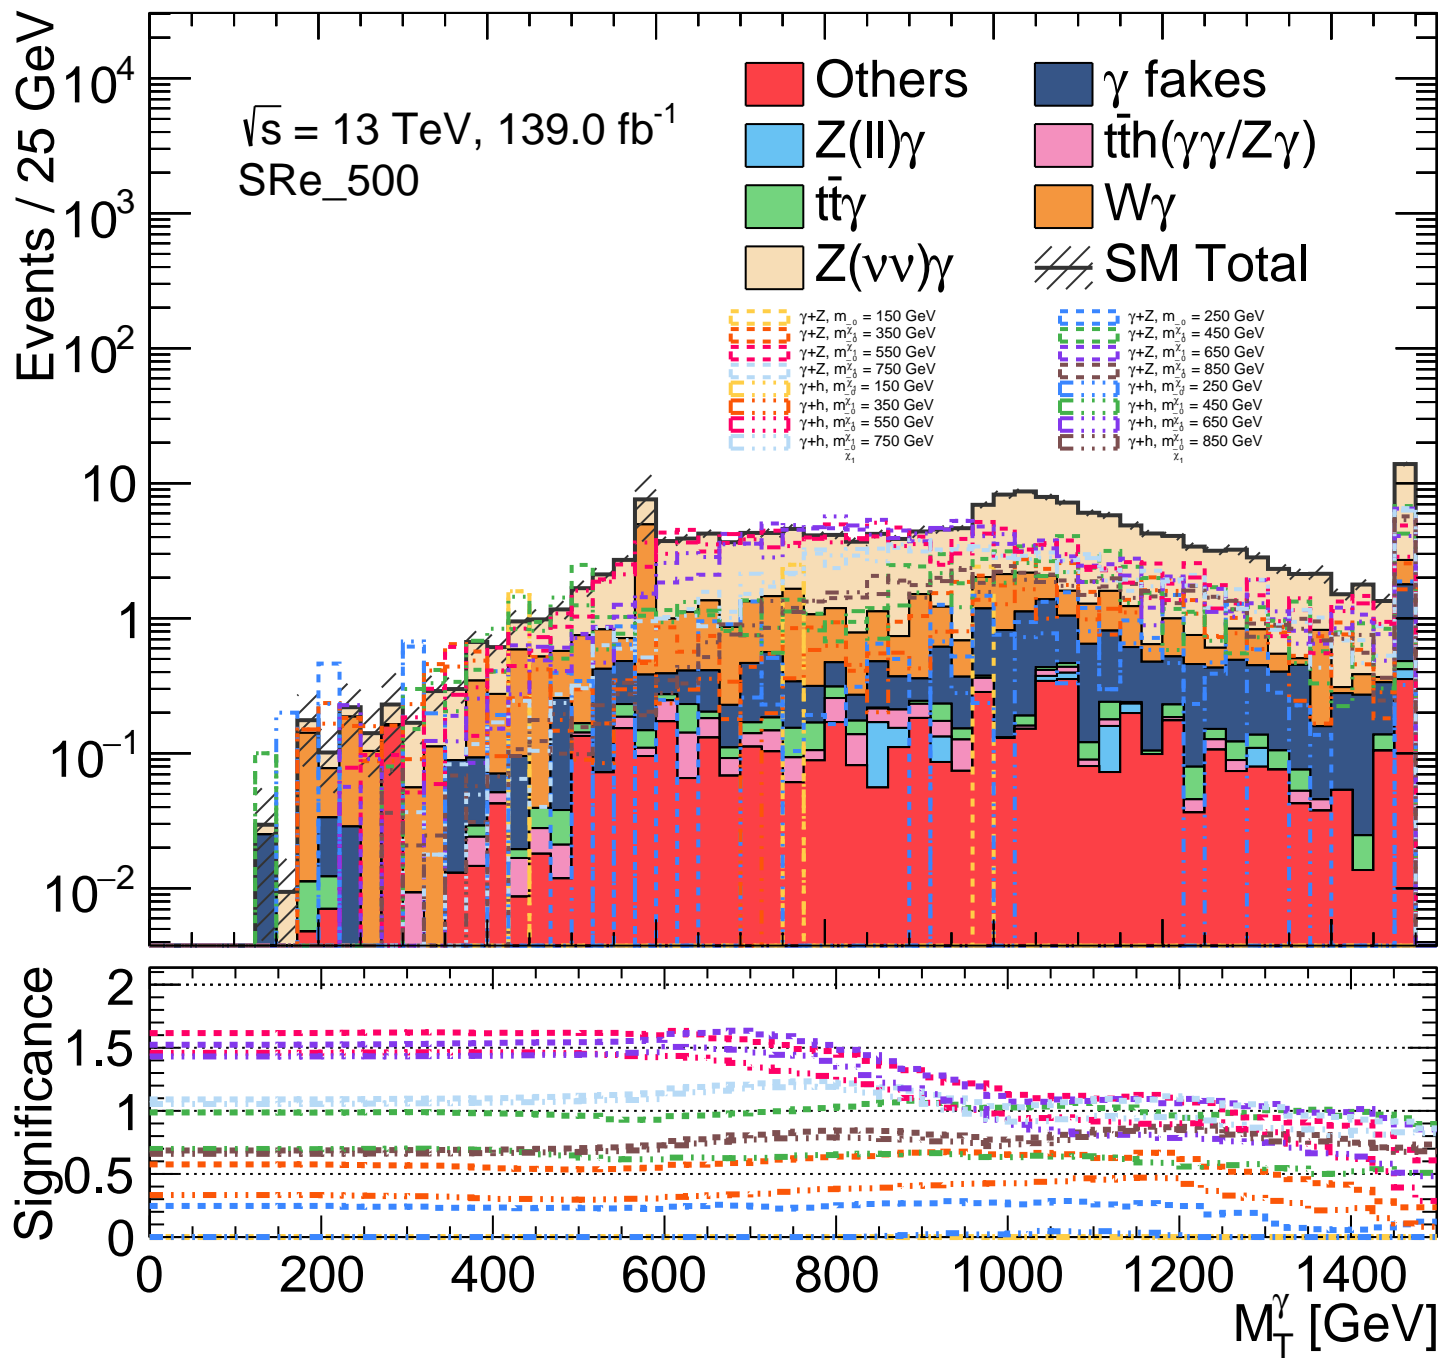 Events / 25 GeV
10⁴
10³
10²
10
1
10⁻¹
10⁻²
√s = 13 TeV, 139.0 fb⁻¹
SRe_500
Others
γ fakes
Z(ll)γ
tt̄h(γγ/Zγ)
tt̄γ
Wγ
Z(νν)γ
SM Total
γ+Z, m = 150 GeV
γ+Z, m = 250 GeV
γ+Z, m = 350 GeV
γ+Z, m = 450 GeV
γ+Z, m = 550 GeV
γ+Z, m = 650 GeV
γ+Z, m = 750 GeV
γ+Z, m = 850 GeV
γ+h, m = 150 GeV
γ+h, m = 250 GeV
γ+h, m = 350 GeV
γ+h, m = 450 GeV
γ+h, m = 550 GeV
γ+h, m = 650 GeV
γ+h, m = 750 GeV
γ+h, m = 850 GeV
Significance
2
1.5
1
0.5
0
0 200 400 600 800 1000 1200 1400
M_T^γ [GeV]